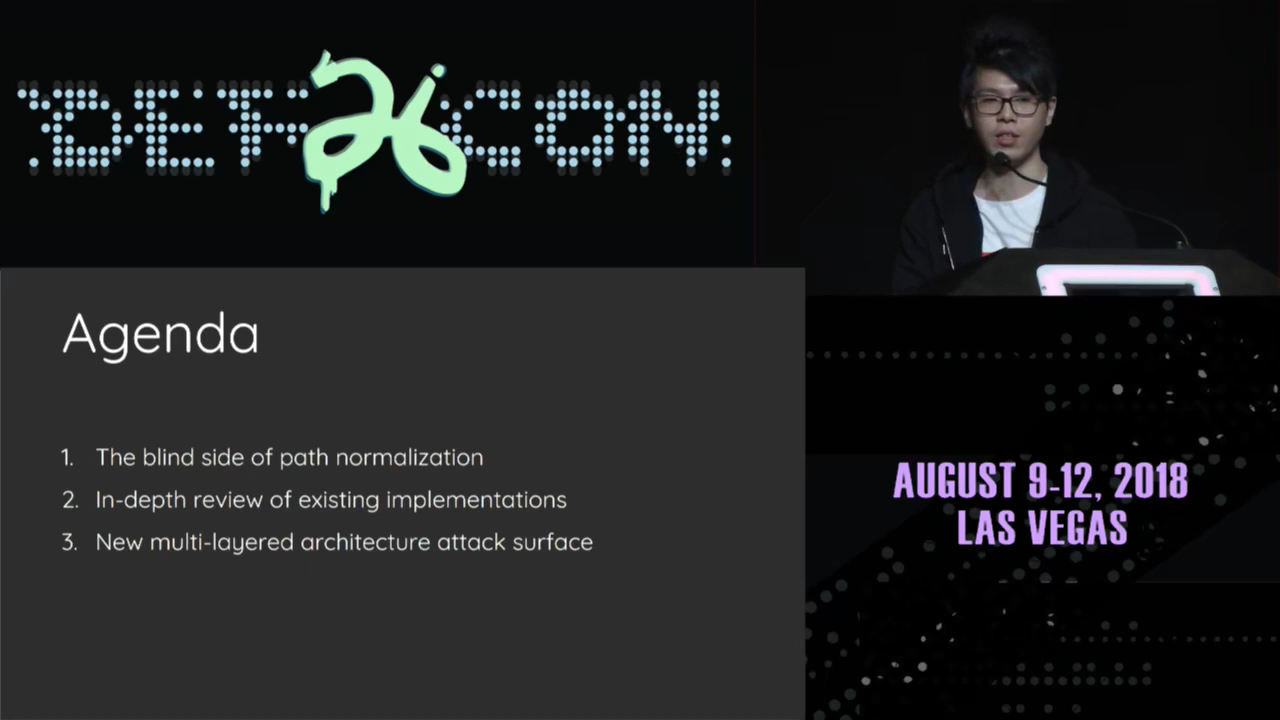 DEF 26 CON
Agenda
1. The blind side of path normalization
2. In-depth review of existing implementations
3. New multi-layered architecture attack surface
AUGUST 9-12, 2018
LAS VEGAS